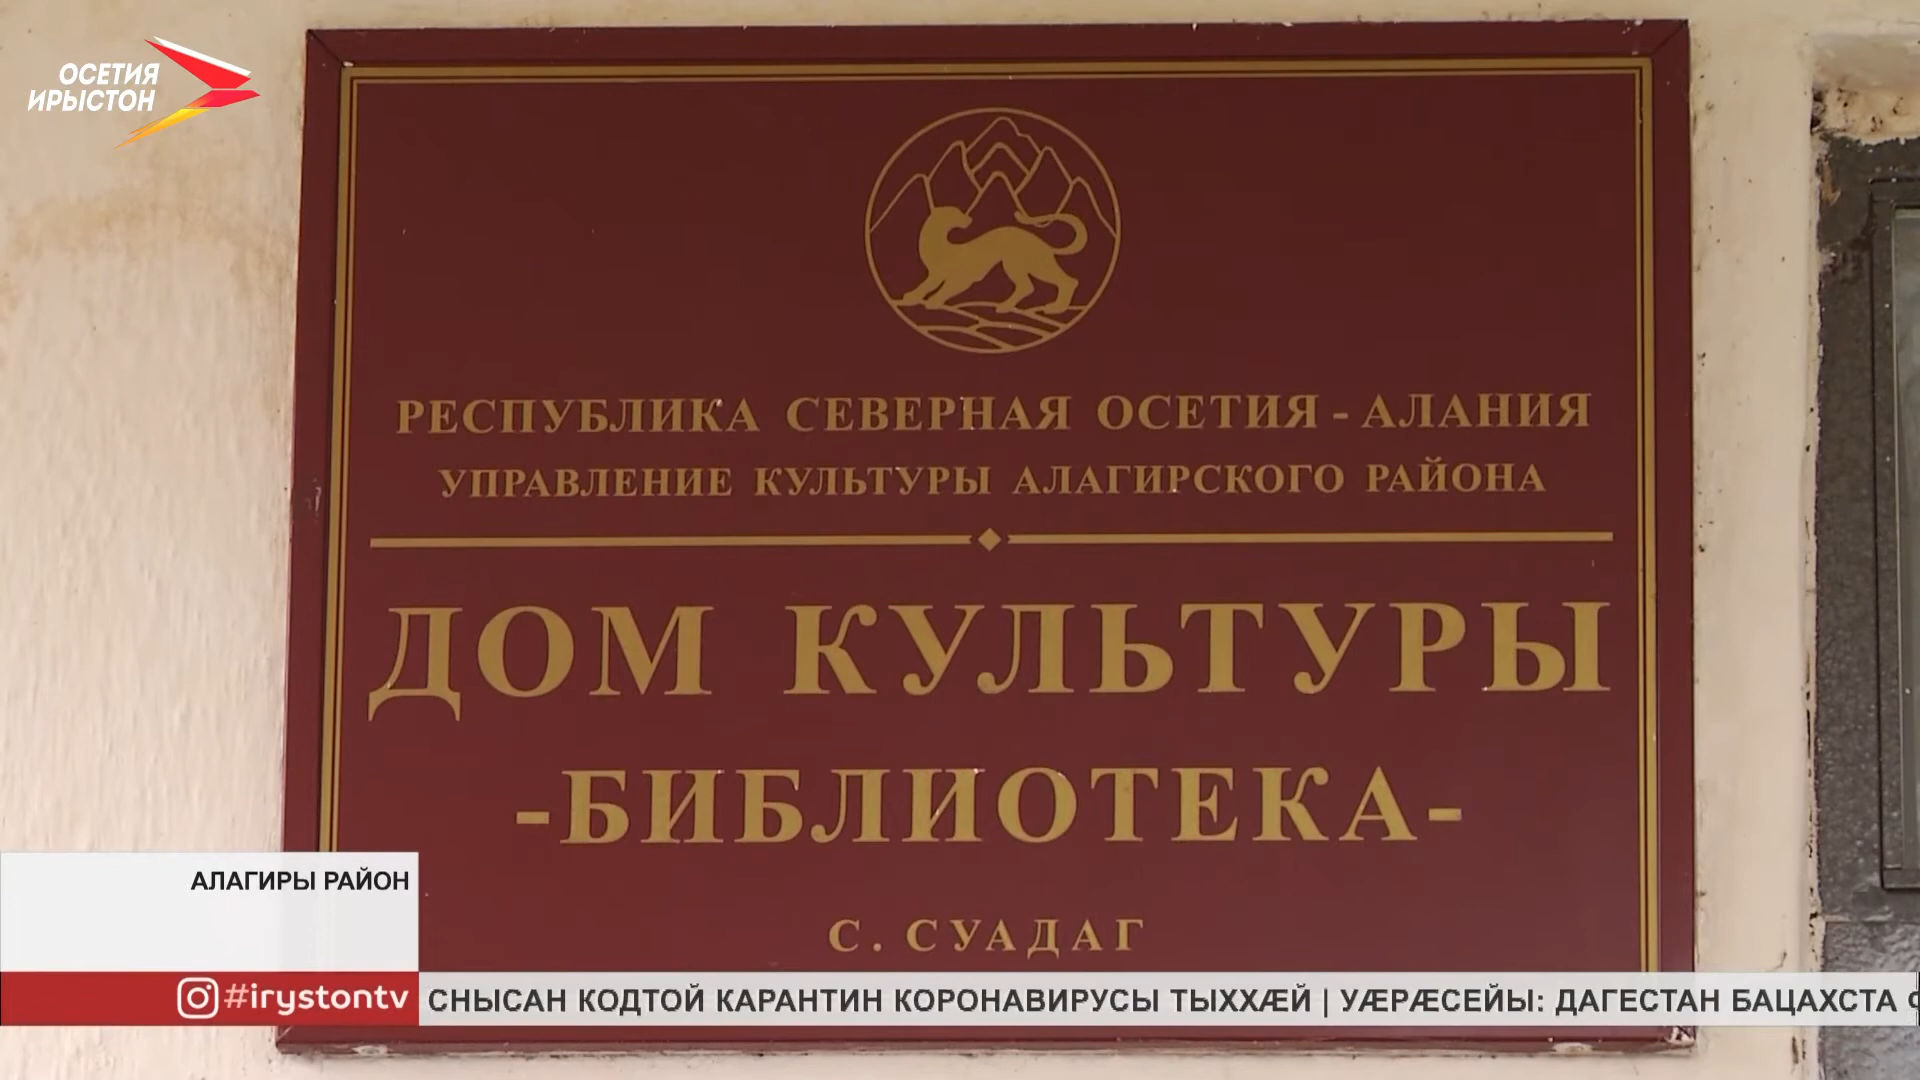 ОСЕТИЯ
ИРЫСТОН
РЕСПУБЛИКА СЕВЕРНАЯ ОСЕТИЯ - АЛАНИЯ
УПРАВЛЕНИЕ КУЛЬТУРЫ АЛАГИРСКОГО РАЙОНА
ДОМ КУЛЬТУРЫ
-БИБЛИОТЕКА-
С. СУАДАГ
АЛАГИРЫ РАЙОН
#irystontv
СНЫСАН КОДТОЙ КАРАНТИН КОРОНАВИРУСЫ ТЫХХÆЙ | УÆРÆСЕЙЫ: ДАГЕСТАН БАЦАХСТА